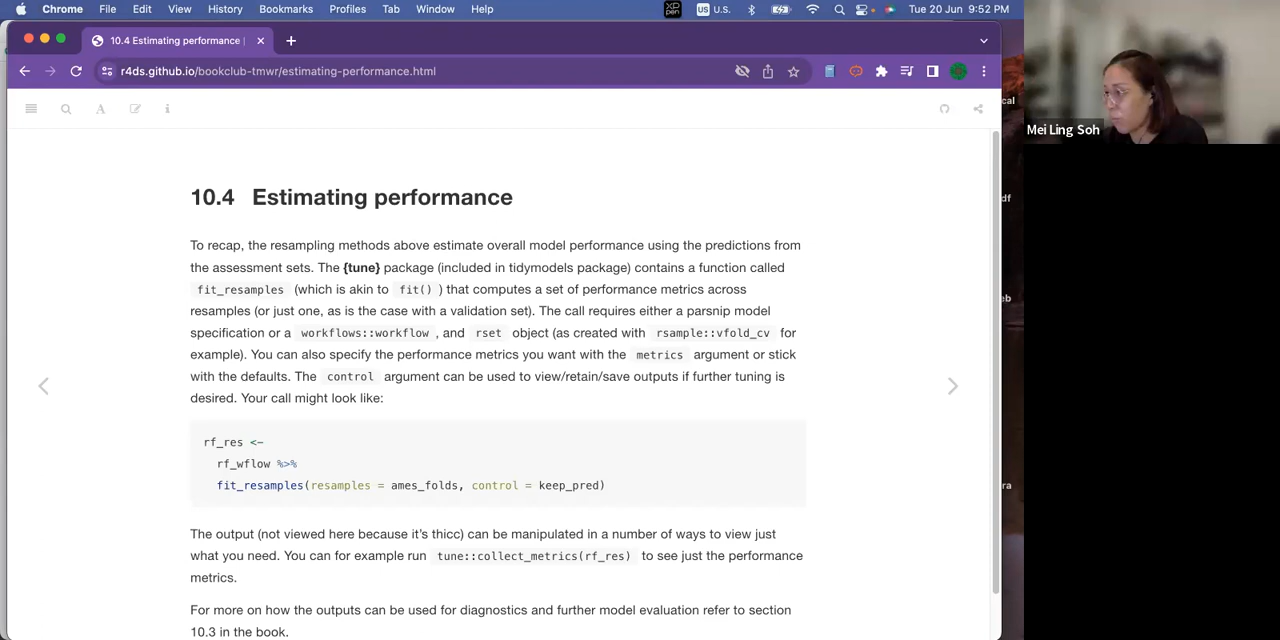 Chrome File Edit View History Bookmarks Profiles Tab Window Help XP pen US U.S. Tue 20 Jun 9:52 PM
10.4 Estimating performance |
r4ds.github.io/bookclub-tmwr/estimating-performance.html
cal
Mei Ling Soh
10.4 Estimating performance
df
To recap, the resampling methods above estimate overall model performance using the predictions from
the assessment sets. The {tune} package (included in tidymodels package) contains a function called
fit_resamples (which is akin to fit() ) that computes a set of performance metrics across
eb
resamples (or just one, as is the case with a validation set). The call requires either a parsnip model
specification or a workflows::workflow , and rset object (as created with rsample::vfold_cv for
example). You can also specify the performance metrics you want with the metrics argument or stick
with the defaults. The control argument can be used to view/retain/save outputs if further tuning is
desired. Your call might look like:
rf_res <-
rf_wflow %>%
fit_resamples(resamples = ames_folds, control = keep_pred)
ra
The output (not viewed here because it's thicc) can be manipulated in a number of ways to view just
what you need. You can for example run tune::collect_metrics(rf_res) to see just the performance
metrics.
For more on how the outputs can be used for diagnostics and further model evaluation refer to section
10.3 in the book.